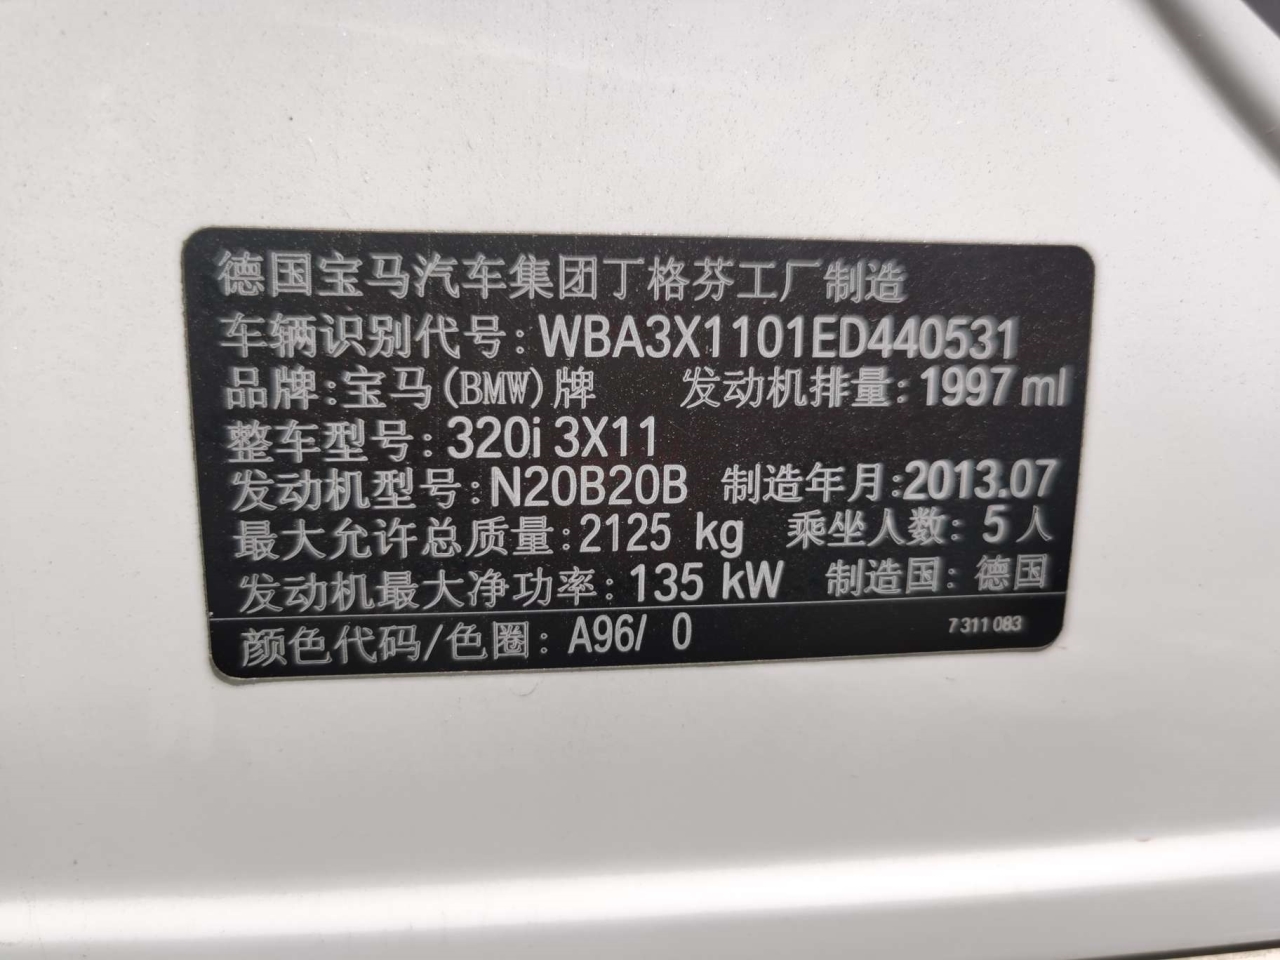 德国宝马汽车集团丁格芬工厂制造
车辆识别代号: WBA3X1101ED440531
品牌:宝马(BMW)牌 发动机排量: 1997 ml
整车型号: 320i 3X11
发动机型号: N20B20B 制造年月:2013.07
最大允许总质量:2125 kg 乘坐人数: 5 人
发动机最大净功率: 135 kW 制造国: 德国
颜色代码/色圈: A96/ 0 7 311 083